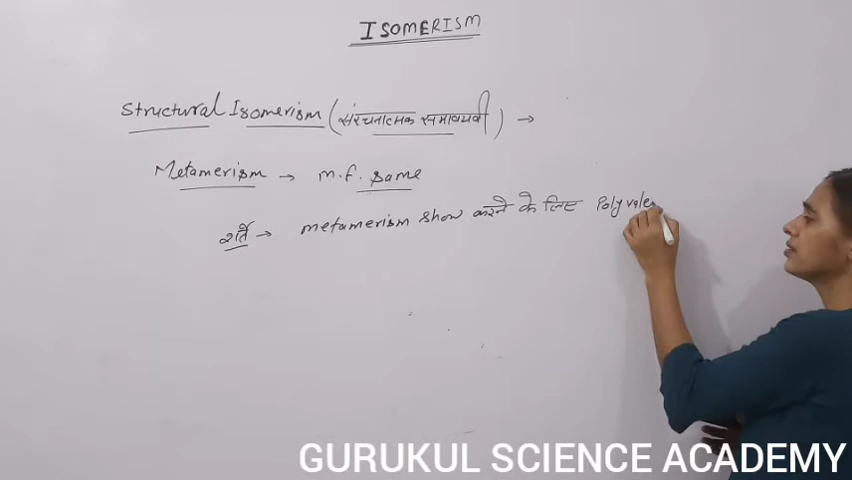 ISOMERISM
Structural Isomerism (संरचनात्मक समावयवी) →
Metamerism → m.f. same
शर्ते → metamerism show करने के लिए Polyvale
GURUKUL SCIENCE ACADEMY